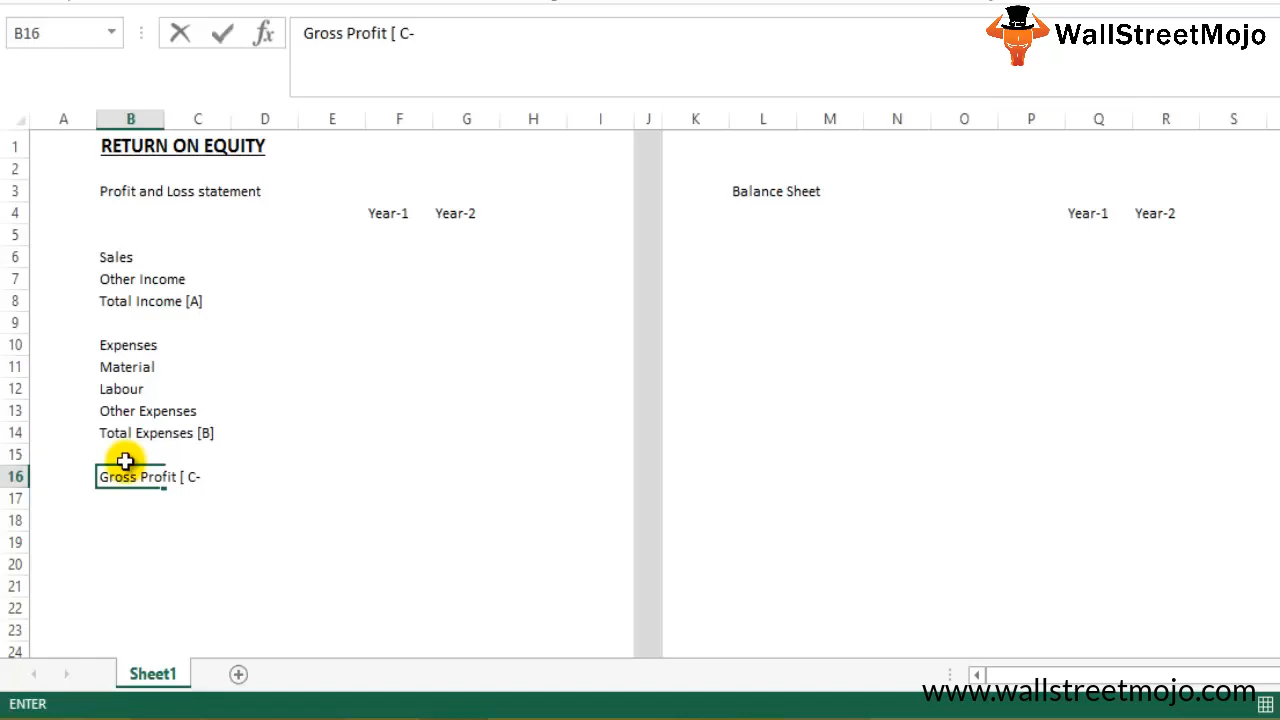 B16 fx Gross Profit [ C-
WallStreetMojo
A B C D E F G H I J K L M N O P Q R S
1 RETURN ON EQUITY
2
3 Profit and Loss statement Balance Sheet
4 Year-1 Year-2 Year-1 Year-2
5
6 Sales
7 Other Income
8 Total Income [A]
9
10 Expenses
11 Material
12 Labour
13 Other Expenses
14 Total Expenses [B]
15
16 Gross Profit [ C-
17
18
19
20
21
22
23
24
Sheet1
www.wallstreetmojo.com
ENTER